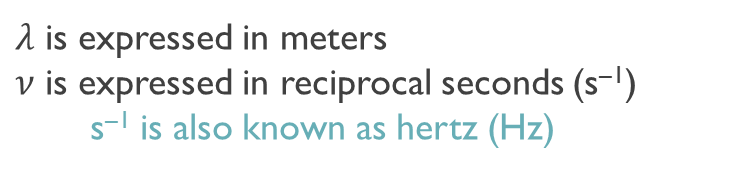 λ is expressed in meters
ν is expressed in reciprocal seconds (s⁻¹)
s⁻¹ is also known as hertz (Hz)